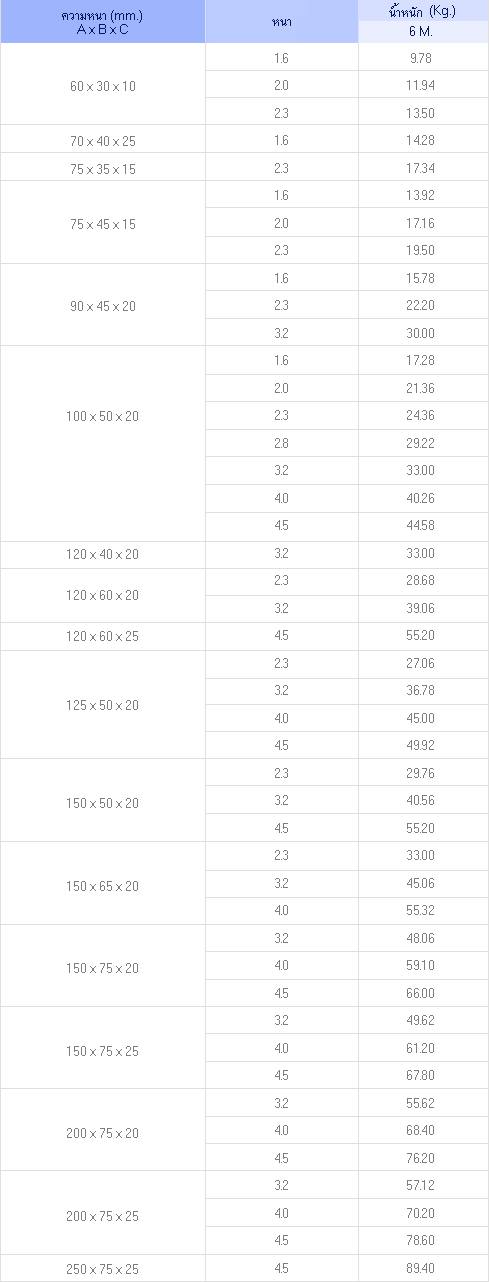 ความหนา (mm.)
A x B x C
หนา
น้ำหนัก (Kg.)
6 M.
60 x 30 x 10
1.6 9.78
2.0 11.94
2.3 13.50
70 x 40 x 25 1.6 14.28
75 x 35 x 15 2.3 17.34
75 x 45 x 15
1.6 13.92
2.0 17.16
2.3 19.50
90 x 45 x 20
1.6 15.78
2.3 22.20
3.2 30.00
100 x 50 x 20
1.6 17.28
2.0 21.36
2.3 24.36
2.8 29.22
3.2 33.00
4.0 40.26
4.5 44.58
120 x 40 x 20 3.2 33.00
120 x 60 x 20
2.3 28.68
3.2 39.06
120 x 60 x 25 4.5 55.20
125 x 50 x 20
2.3 27.06
3.2 36.78
4.0 45.00
4.5 49.92
150 x 50 x 20
2.3 29.76
3.2 40.56
4.5 55.20
150 x 65 x 20
2.3 33.00
3.2 45.06
4.0 55.32
150 x 75 x 20
3.2 48.06
4.0 59.10
4.5 66.00
150 x 75 x 25
3.2 49.62
4.0 61.20
4.5 67.80
200 x 75 x 20
3.2 55.62
4.0 68.40
4.5 76.20
200 x 75 x 25
3.2 57.12
4.0 70.20
4.5 78.60
250 x 75 x 25 4.5 89.40